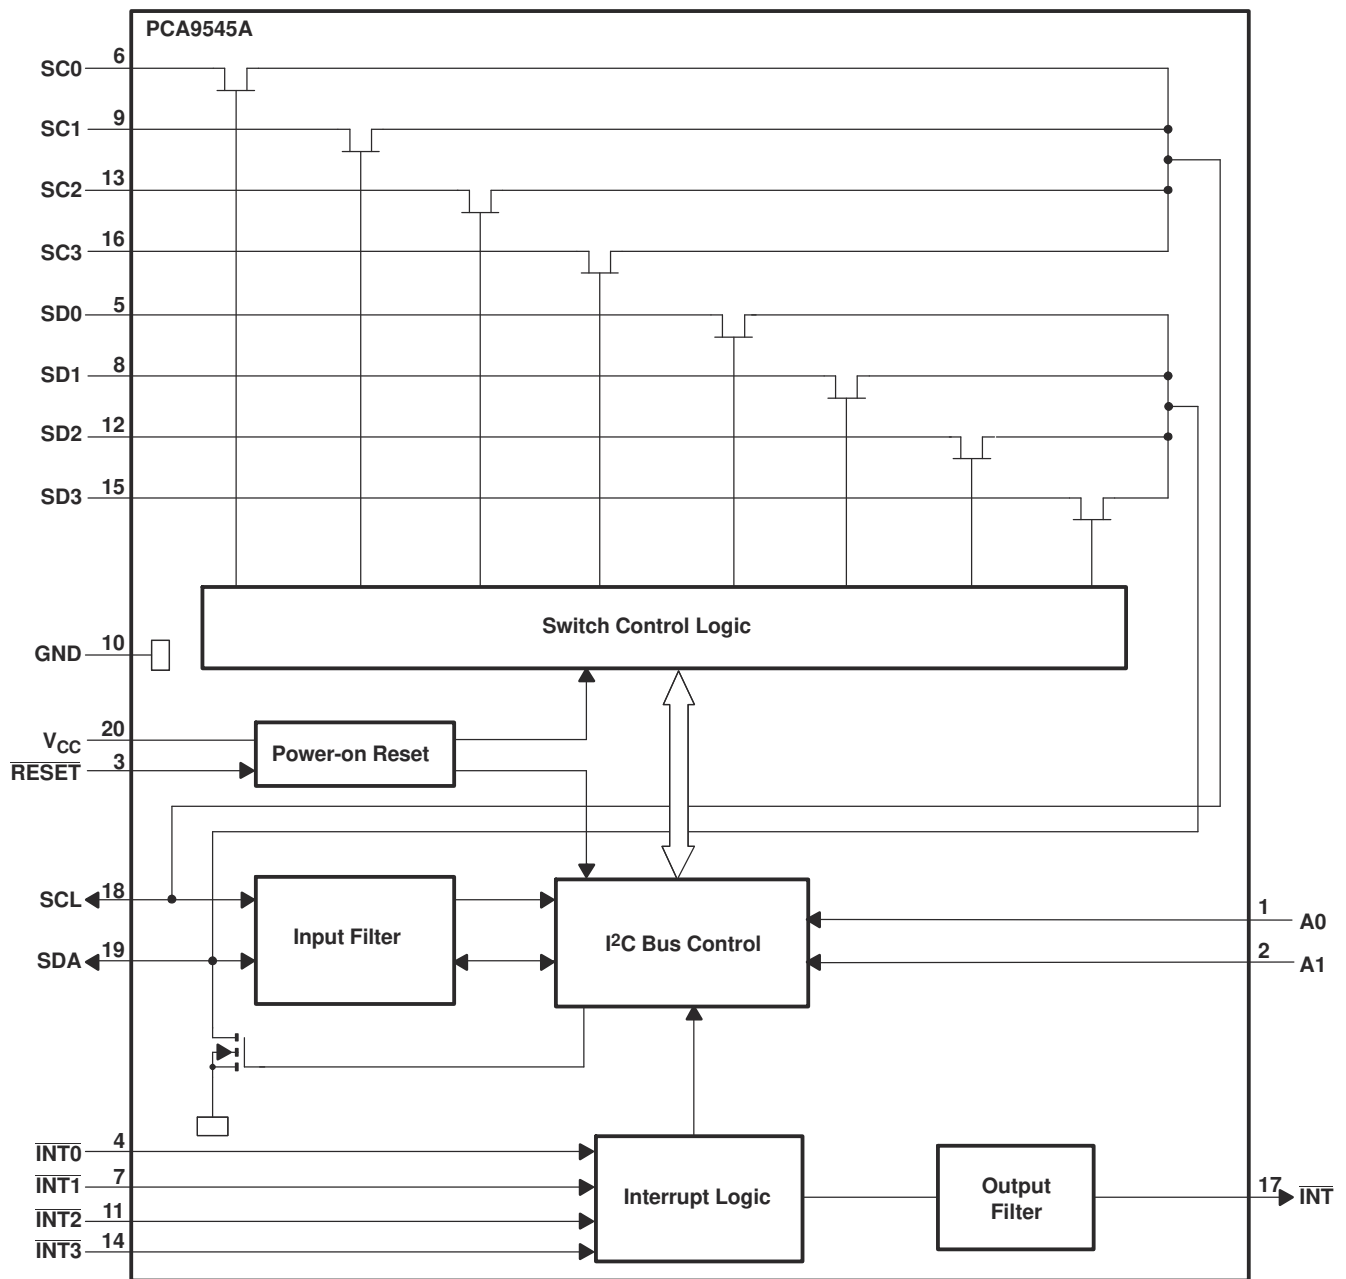 PCA9545A
SC0 6
SC1 9
SC2 13
SC3 16
SD0 5
SD1 8
SD2 12
SD3 15
Switch Control Logic
GND 10
VCC 20
RESET 3
Power-on Reset
SCL 18
SDA 19
Input Filter
I²C Bus Control
1 A0
2 A1
INT0 4
INT1 7
INT2 11
INT3 14
Interrupt Logic
Output
Filter
17 INT